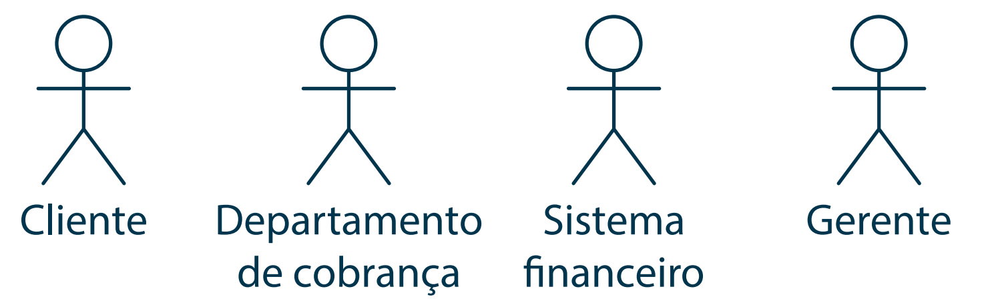 Cliente
Departamento
de cobrança
Sistema
financeiro
Gerente